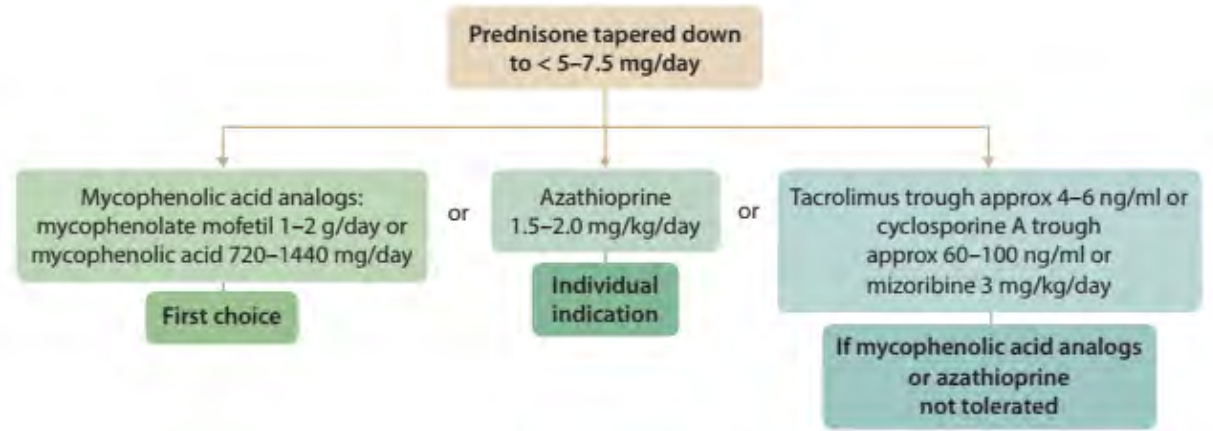 Prednisone tapered down
to < 5–7.5 mg/day
Mycophenolic acid analogs:
mycophenolate mofetil 1–2 g/day or
mycophenolic acid 720–1440 mg/day
First choice
or
Azathioprine
1.5–2.0 mg/kg/day
Individual
indication
or
Tacrolimus trough approx 4–6 ng/ml or
cyclosporine A trough
approx 60–100 ng/ml or
mizoribine 3 mg/kg/day
If mycophenolic acid analogs
or azathioprine
not tolerated